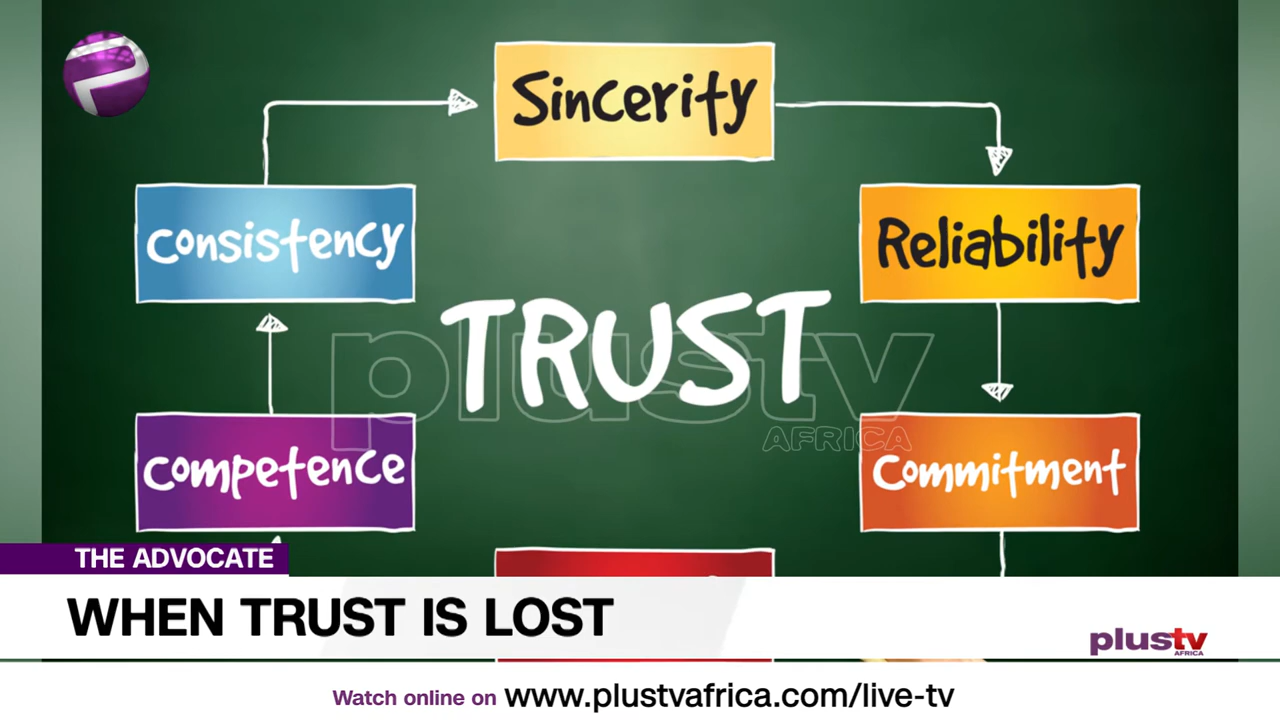 Sincerity
Consistency
Reliability
TRUST
plustv
AFRICA
Competence
Commitment
THE ADVOCATE
WHEN TRUST IS LOST
plustv
AFRICA
Watch online on www.plustvafrica.com/live-tv